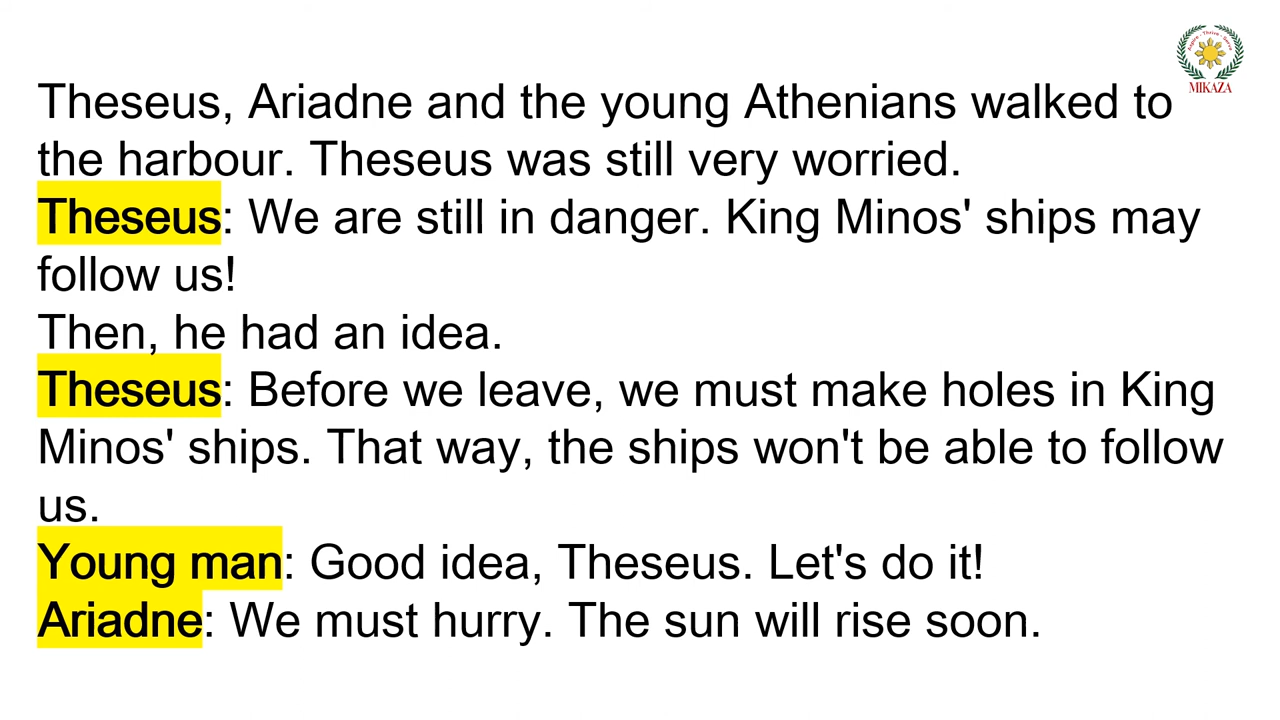 Theseus, Ariadne and the young Athenians walked to
the harbour. Theseus was still very worried.
Theseus: We are still in danger. King Minos' ships may
follow us!
Then, he had an idea.
Theseus: Before we leave, we must make holes in King
Minos' ships. That way, the ships won't be able to follow
us.
Young man: Good idea, Theseus. Let's do it!
Ariadne: We must hurry. The sun will rise soon.
MIKAZA